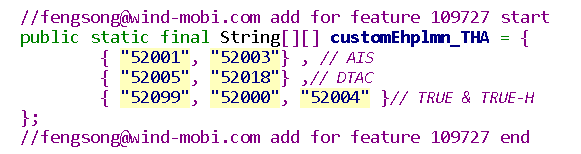 //fengsong@wind-mobi.com add for feature 109727 start
public static final String[][] customEhplmn_THA = {
{ "52001", "52003"} , // AIS
{ "52005", "52018"} ,// DTAC
{ "52099", "52000", "52004" }// TRUE & TRUE-H
};
//fengsong@wind-mobi.com add for feature 109727 end